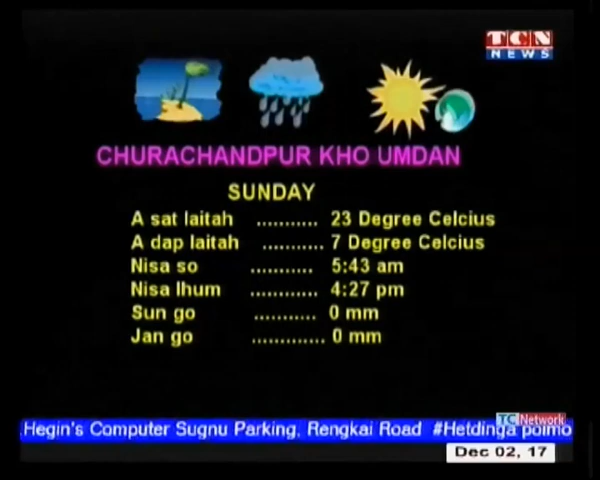 TCN
NEWS
CHURACHANDPUR KHO UMDAN
SUNDAY
A sat laitah ........... 23 Degree Celcius
A dap laitah ........... 7 Degree Celcius
Nisa so ........... 5:43 am
Nisa lhum ............ 4:27 pm
Sun go ........... 0 mm
Jan go ............. 0 mm
TC Network
.Hegin's Computer Sugnu Parking, Rengkai Road #Hetdinga poimo
Dec 02, 17